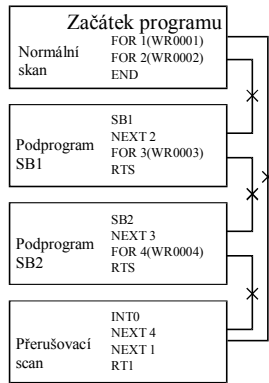 Začátek programu
Normální skan
FOR 1(WR0001)
FOR 2(WR0002)
END
Podprogram SB1
SB1
NEXT 2
FOR 3(WR0003)
RTS
Podprogram SB2
SB2
NEXT 3
FOR 4(WR0004)
RTS
Přerušovací scan
INT0
NEXT 4
NEXT 1
RT1